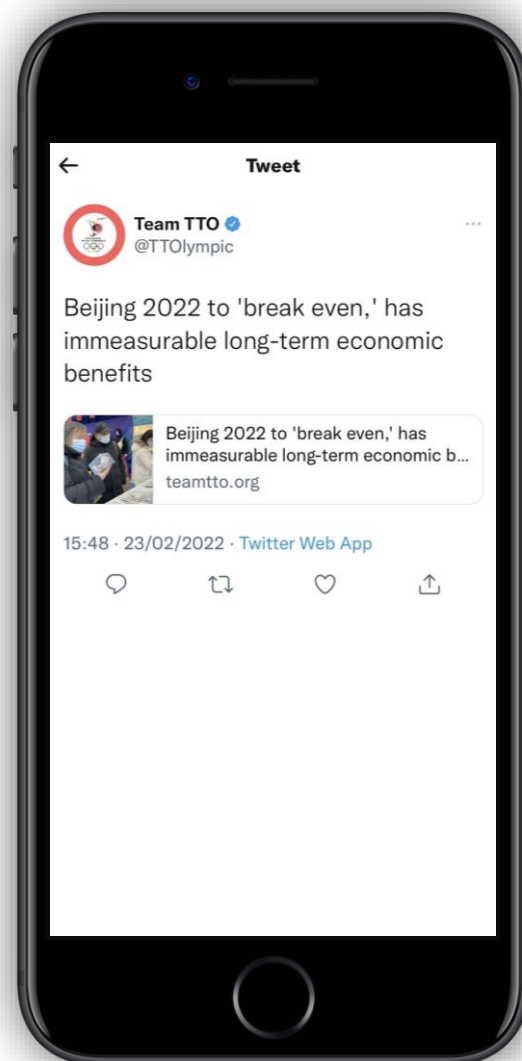 Tweet
Team TTO
@TTOlympic
Beijing 2022 to 'break even,' has
immeasurable long-term economic
benefits
Beijing 2022 to 'break even,' has
immeasurable long-term economic b...
teamtto.org
15:48 · 23/02/2022 · Twitter Web App